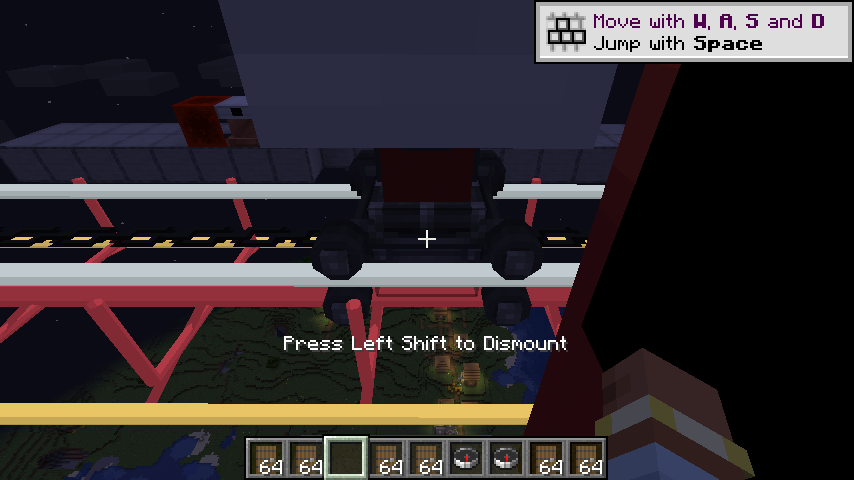 Move with W, A, S and D
Jump with Space
Press Left Shift to Dismount
64 64 64 64 64 64